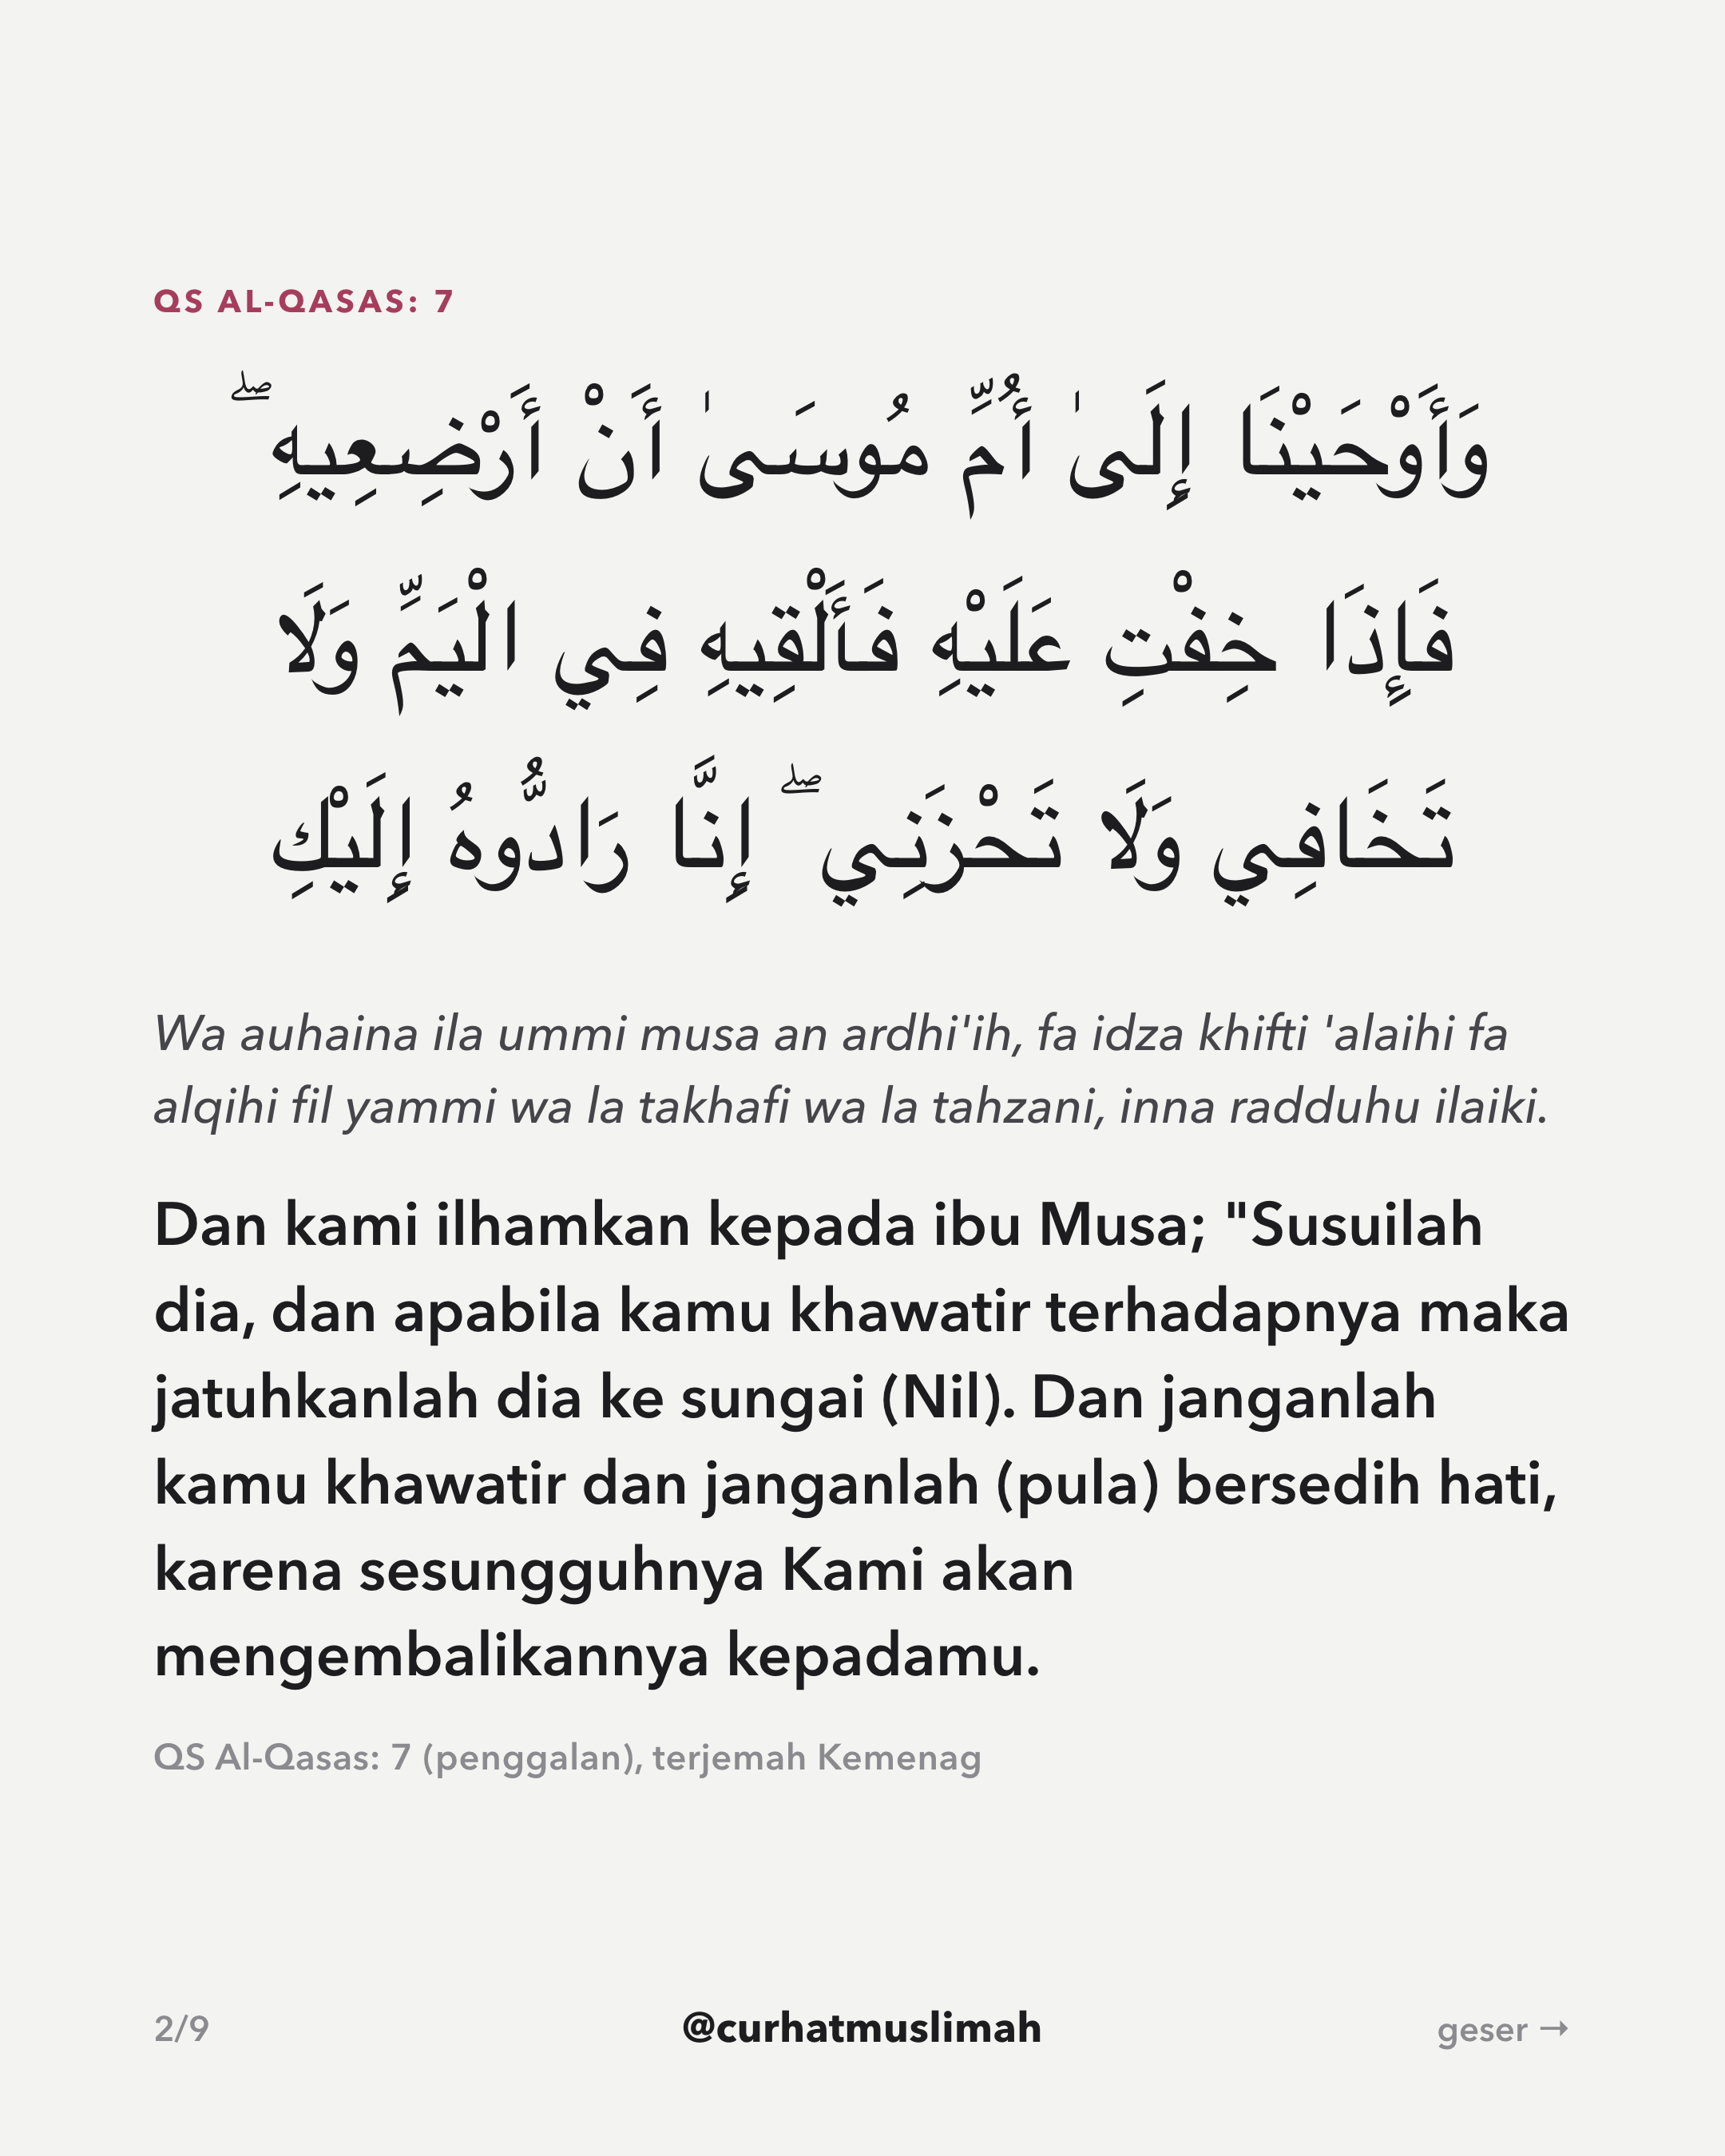 QS AL-QASAS: 7
وَأَوْحَيْنَا إِلَىٰ أُمِّ مُوسَىٰ أَنْ أَرْضِعِيهِ ۖ
فَإِذَا خِفْتِ عَلَيْهِ فَأَلْقِيهِ فِي الْيَمِّ وَلَا
تَخَافِي وَلَا تَحْزَنِي ۖ إِنَّا رَادُّوهُ إِلَيْكِ
Wa auhaina ila ummi musa an ardhi'ih, fa idza khifti 'alaihi fa
alqihi fil yammi wa la takhafi wa la tahzani, inna radduhu ilaiki.
Dan kami ilhamkan kepada ibu Musa; "Susuilah
dia, dan apabila kamu khawatir terhadapnya maka
jatuhkanlah dia ke sungai (Nil). Dan janganlah
kamu khawatir dan janganlah (pula) bersedih hati,
karena sesungguhnya Kami akan
mengembalikannya kepadamu.
QS Al-Qasas: 7 (penggalan), terjemah Kemenag
2/9
@curhatmuslimah
geser →